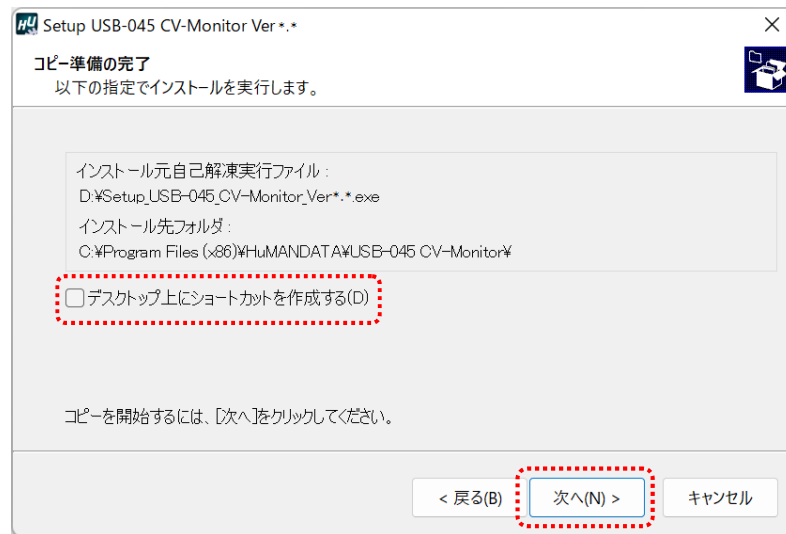 HU Setup USB-045 CV-Monitor Ver*.*
コピー準備の完了
以下の指定でインストールを実行します。
インストール元自己解凍実行ファイル :
D:¥Setup_USB-045_CV-Monitor_Ver*.*.exe
インストール先フォルダ :
C:¥Program Files (x86)¥HuMANDATA¥USB-045 CV-Monitor¥
デスクトップ上にショートカットを作成する(D)
コピーを開始するには、[次へ]をクリックしてください。
< 戻る(B) 次へ(N) > キャンセル